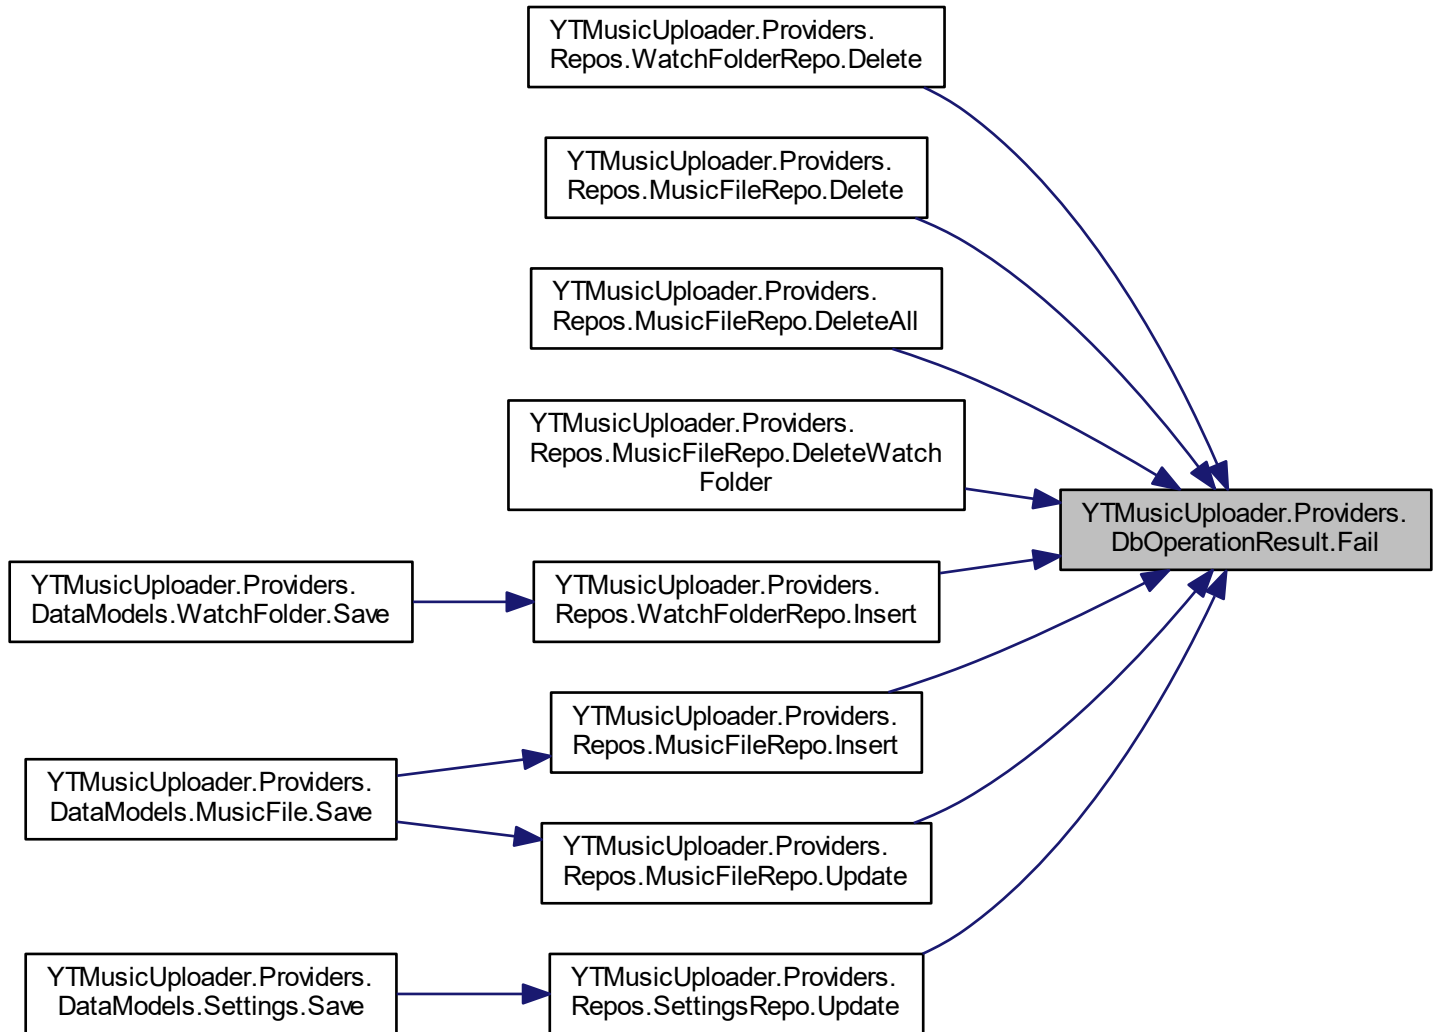 YTMusicUploader.Providers.
Repos.WatchFolderRepo.Delete
YTMusicUploader.Providers.
Repos.MusicFileRepo.Delete
YTMusicUploader.Providers.
Repos.MusicFileRepo.DeleteAll
YTMusicUploader.Providers.
Repos.MusicFileRepo.DeleteWatch
Folder
YTMusicUploader.Providers.
DbOperationResult.Fail
YTMusicUploader.Providers.
DataModels.WatchFolder.Save
YTMusicUploader.Providers.
Repos.WatchFolderRepo.Insert
YTMusicUploader.Providers.
Repos.MusicFileRepo.Insert
YTMusicUploader.Providers.
DataModels.MusicFile.Save
YTMusicUploader.Providers.
Repos.MusicFileRepo.Update
YTMusicUploader.Providers.
DataModels.Settings.Save
YTMusicUploader.Providers.
Repos.SettingsRepo.Update